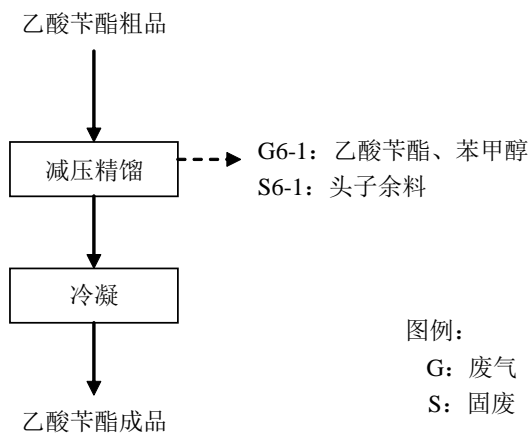 乙酸苄酯粗品
减压精馏
G6-1：乙酸苄酯、苯甲醇
S6-1：头子余料
冷凝
乙酸苄酯成品
图例：
G：废气
S：固废